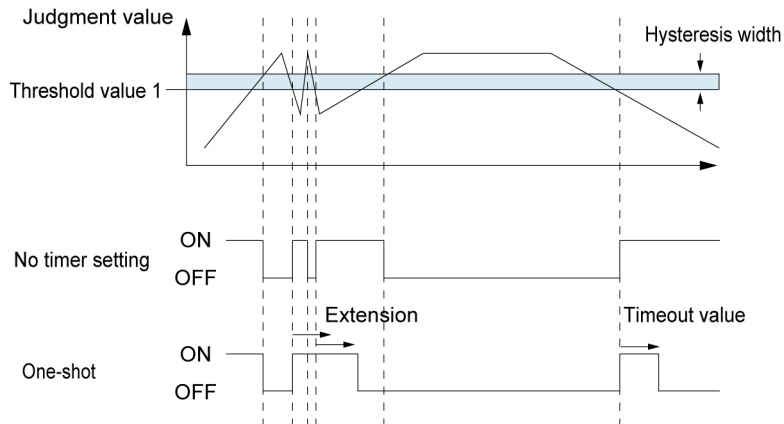 Judgment value
Hysteresis width
Threshold value 1
ON
No timer setting
OFF
Extension
Timeout value
ON
One-shot
OFF